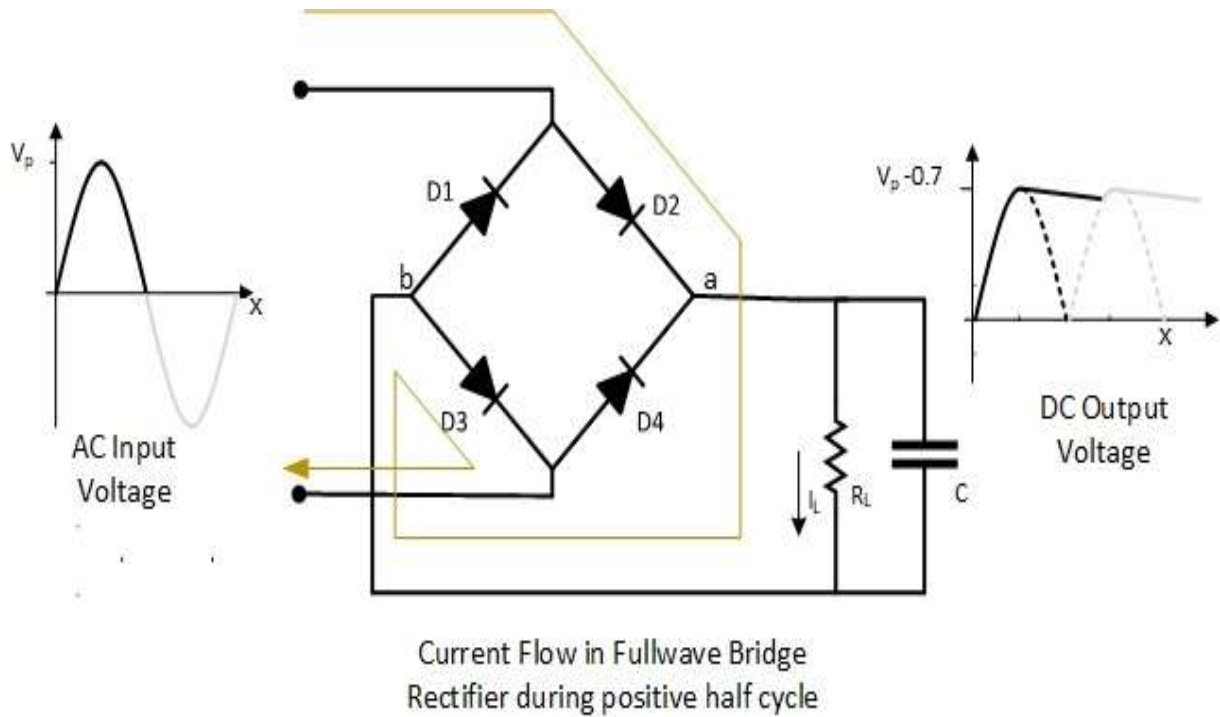 Vp
X
AC Input
Voltage
D1
D2
b
a
D3
D4
IL
RL
C
Vp -0.7
X
DC Output
Voltage
Current Flow in Fullwave Bridge
Rectifier during positive half cycle